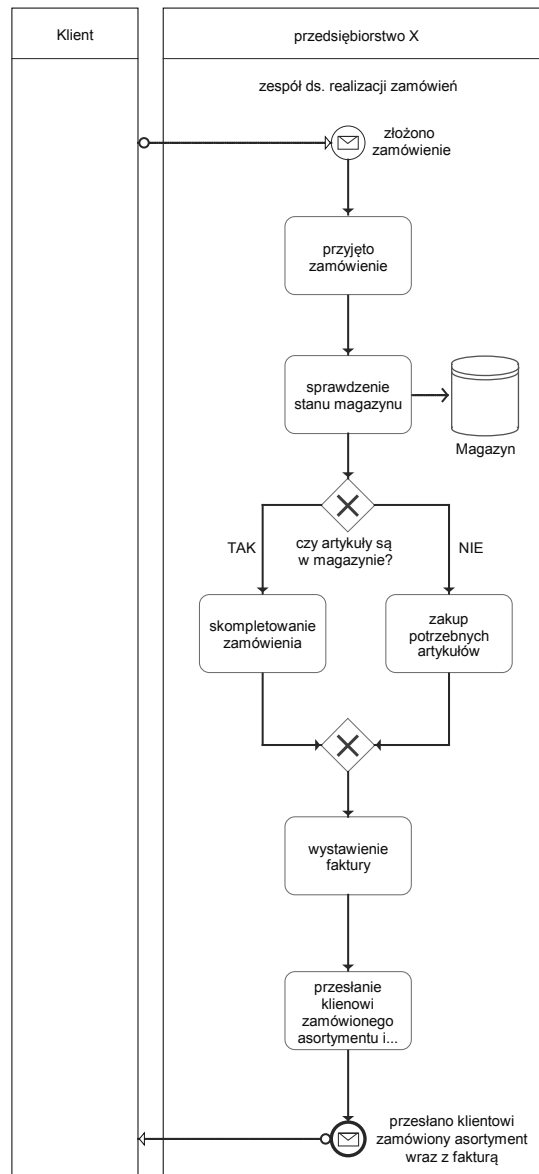 Klient
przedsiębiorstwo X
zespół ds. realizacji zamówień
złożono
zamówienie
przyjęto
zamówienie
sprawdzenie
stanu magazynu
Magazyn
TAK
czy artykuły są
w magazynie?
NIE
skompletowanie
zamówienia
zakup
potrzebnych
artykułów
wystawienie
faktury
przesłanie
klienowi
zamówionego
asortymentu i...
przesłano klientowi
zamówiony asortyment
wraz z fakturą